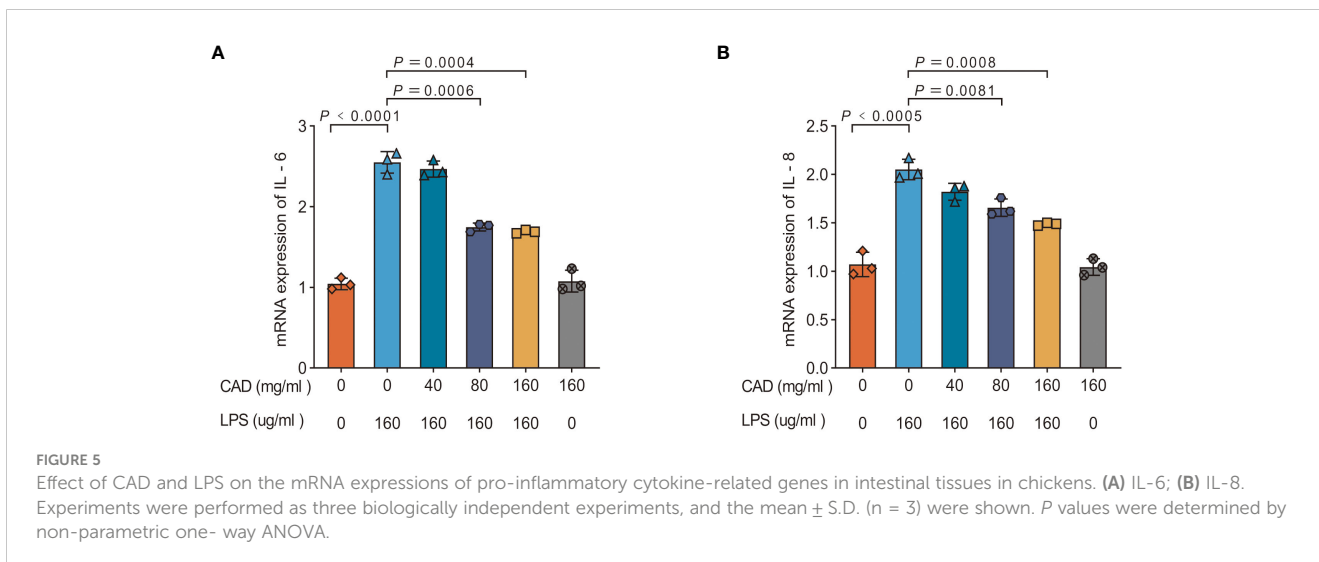 A
P = 0.0004
P = 0.0006
P < 0.0001
mRNA expression of IL - 6
3
2
1
0
CAD (mg/ml) 0 0 40 80 160 160
LPS (ug/ml ) 0 160 160 160 160 0
B
P = 0.0008
P = 0.0081
P < 0.0005
mRNA expression of IL - 8
2.5
2.0
1.5
1.0
0.5
0.0
CAD (mg/ml) 0 0 40 80 160 160
LPS (ug/ml ) 0 160 160 160 160 0
FIGURE 5
Effect of CAD and LPS on the mRNA expressions of pro-inflammatory cytokine-related genes in intestinal tissues in chickens. (A) IL-6; (B) IL-8.
Experiments were performed as three biologically independent experiments, and the mean ± S.D. (n = 3) were shown. P values were determined by
non-parametric one- way ANOVA.